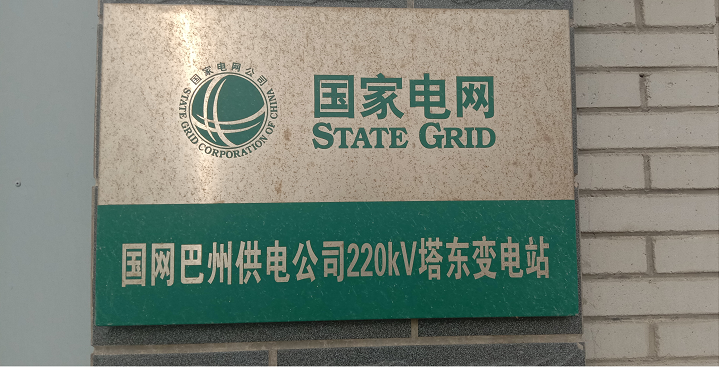 国家电网公司
STATE GRID CORPORATION OF CHINA
国家电网
STATE GRID
国网巴州供电公司220kV塔东变电站